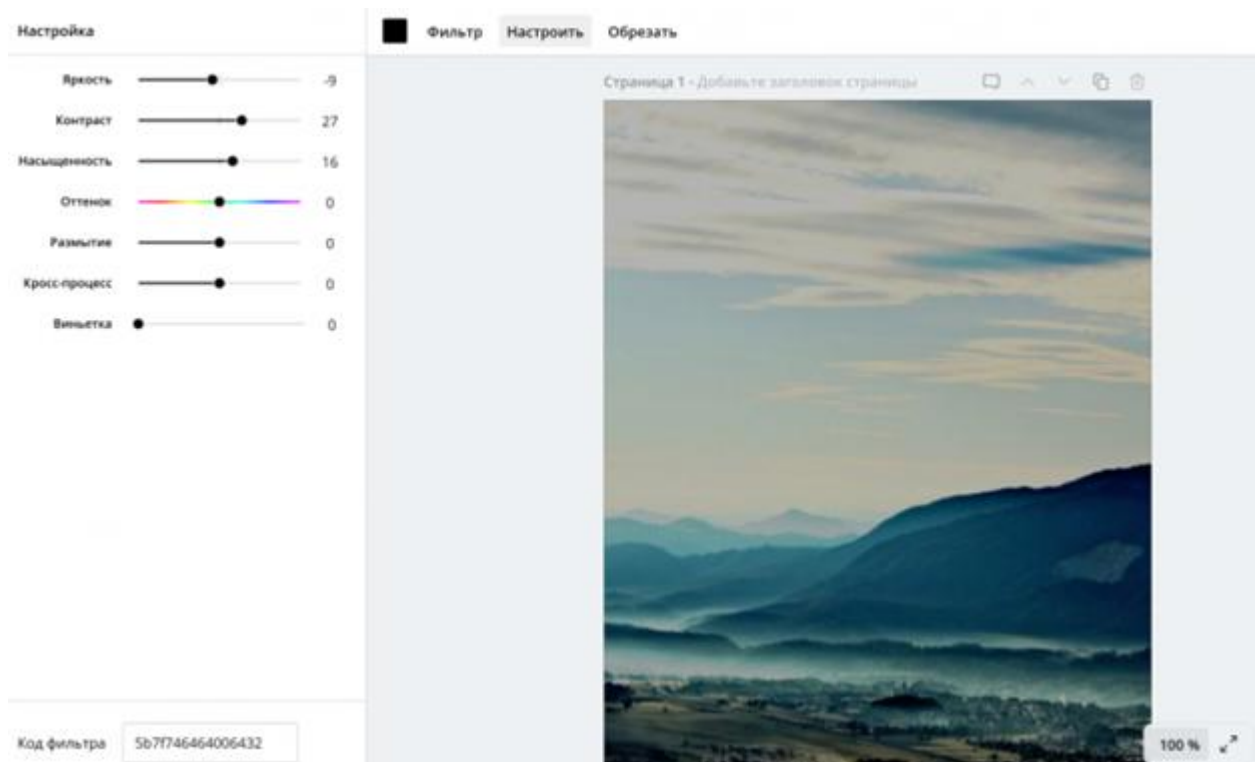 Настройка
Фильтр Настроить Обрезать
Яркость -9
Контраст 27
Насыщенность 16
Оттенок 0
Размытие 0
Кросс-процесс 0
Виньетка 0
Страница 1 - Добавьте заголовок страницы
Код фильтра 5b7f746464006432
100 %